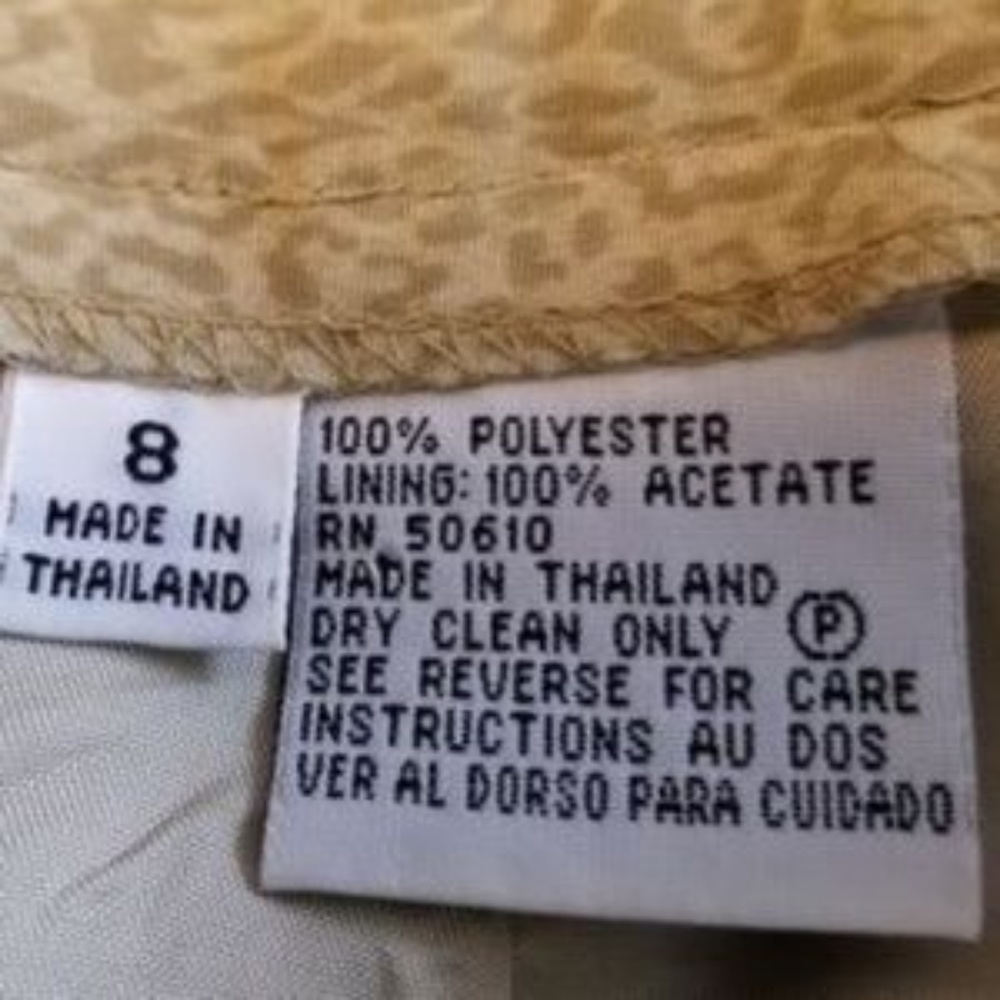 8
MADE IN
THAILAND
100% POLYESTER
LINING: 100% ACETATE
RN 50610
MADE IN THAILAND
DRY CLEAN ONLY Ⓟ
SEE REVERSE FOR CARE
INSTRUCTIONS AU DOS
VER AL DORSO PARA CUIDADO